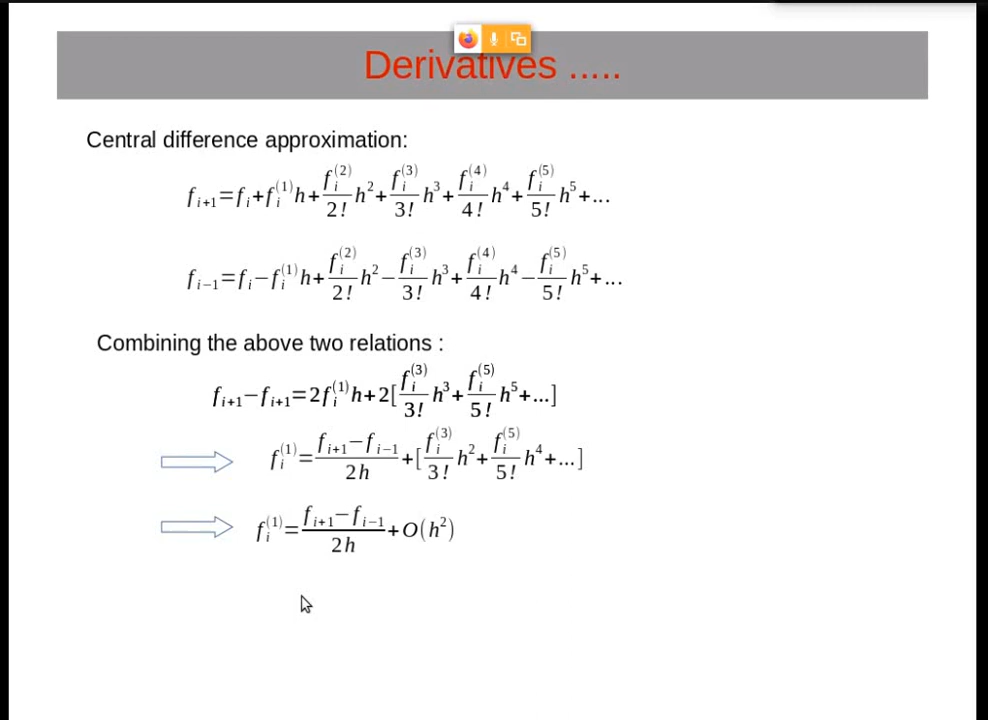 Derivatives .....
Central difference approximation:
f_{i+1}=f_i+f_i^{(1)}h+\frac{f_i^{(2)}}{2!}h^2+\frac{f_i^{(3)}}{3!}h^3+\frac{f_i^{(4)}}{4!}h^4+\frac{f_i^{(5)}}{5!}h^5+...
f_{i-1}=f_i-f_i^{(1)}h+\frac{f_i^{(2)}}{2!}h^2-\frac{f_i^{(3)}}{3!}h^3+\frac{f_i^{(4)}}{4!}h^4-\frac{f_i^{(5)}}{5!}h^5+...
Combining the above two relations :
f_{i+1}-f_{i+1}=2f_i^{(1)}h+2[\frac{f_i^{(3)}}{3!}h^3+\frac{f_i^{(5)}}{5!}h^5+...]
f_i^{(1)}=\frac{f_{i+1}-f_{i-1}}{2h}+[\frac{f_i^{(3)}}{3!}h^2+\frac{f_i^{(5)}}{5!}h^4+...]
f_i^{(1)}=\frac{f_{i+1}-f_{i-1}}{2h}+O(h^2)